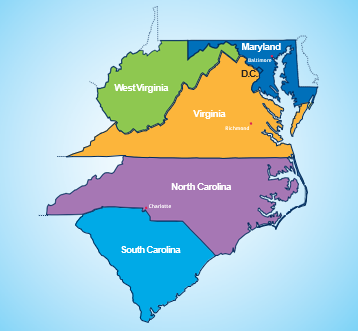 Maryland
Baltimore
D.C.
West Virginia
Virginia
Richmond
North Carolina
Charlotte
South Carolina